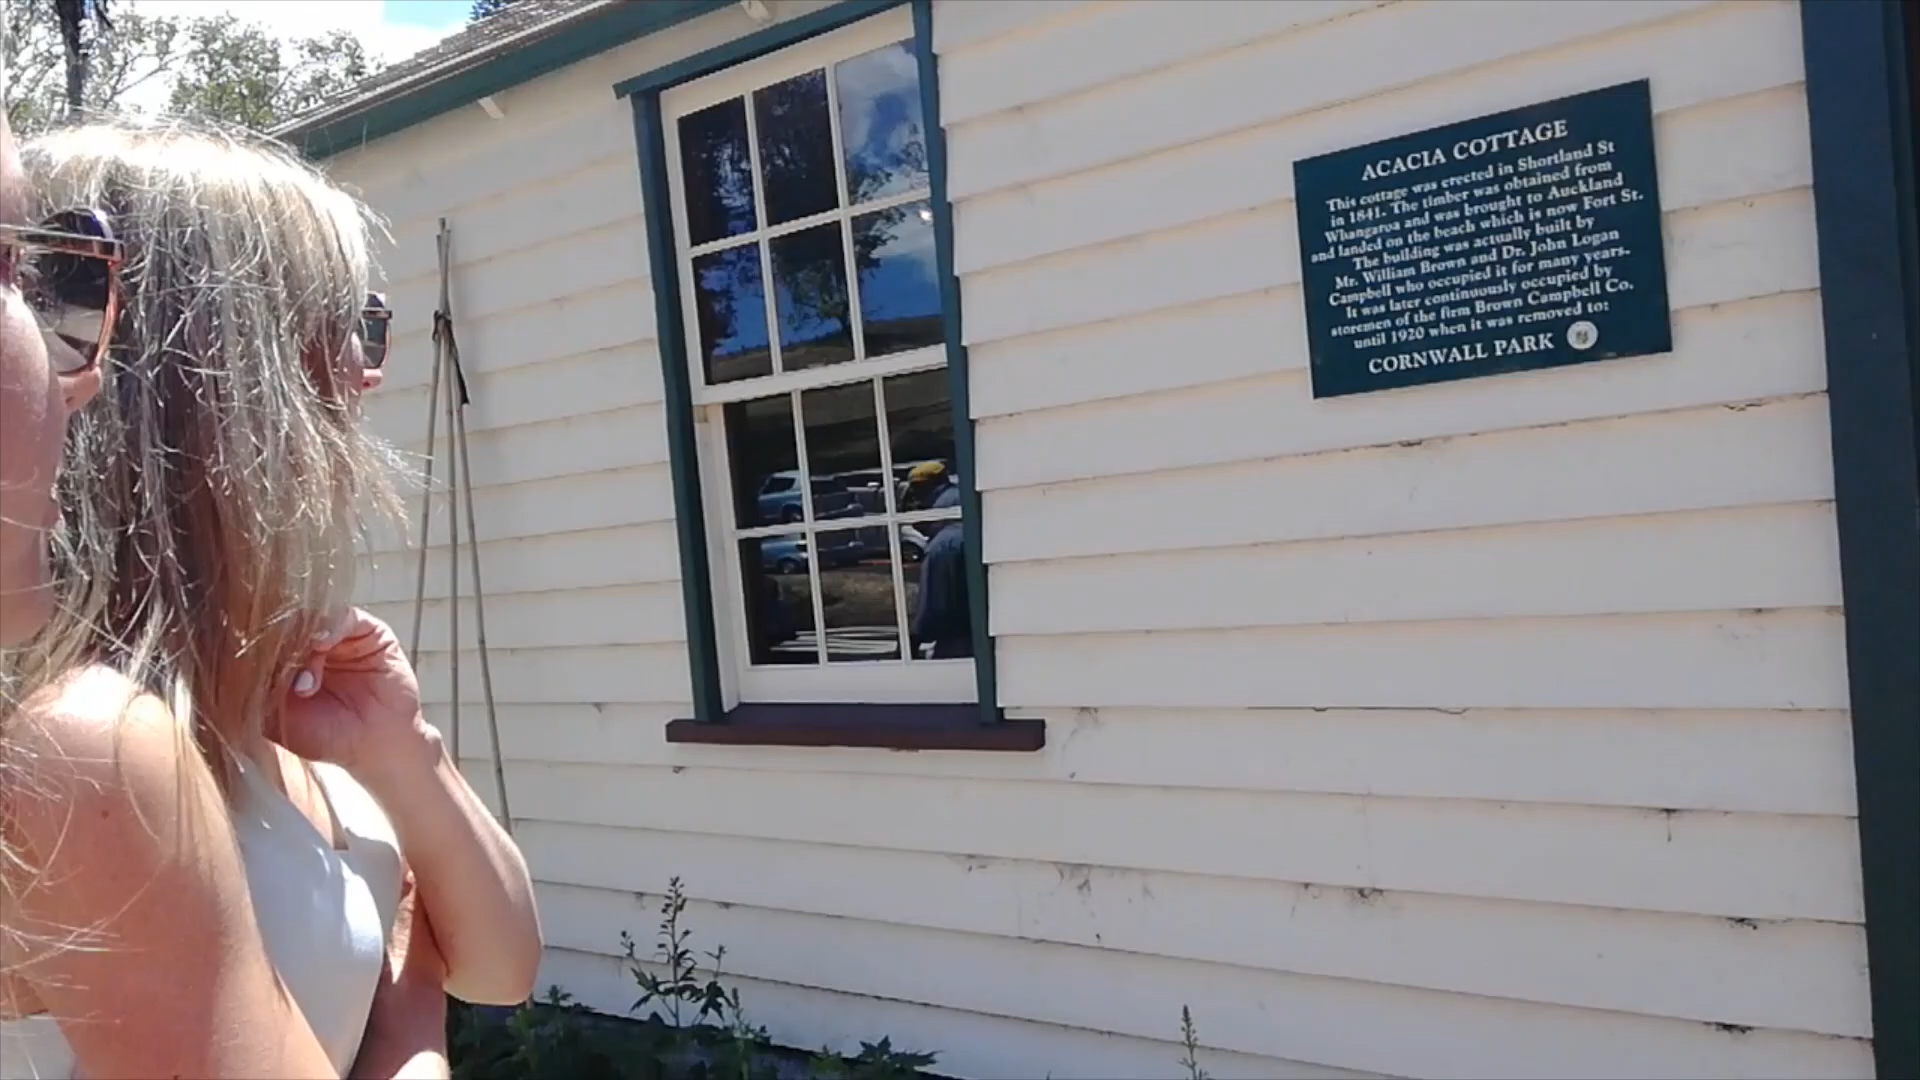 ACACIA COTTAGE
This cottage was erected in Shortland St
in 1841. The timber was obtained from
Whangaroa and was brought to Auckland
and landed on the beach which is now Fort St.
The building was actually built by
Mr. William Brown and Dr. John Logan
Campbell who occupied it for many years.
It was later continuously occupied by
storemen of the firm Brown Campbell Co.
until 1920 when it was removed to:
CORNWALL PARK